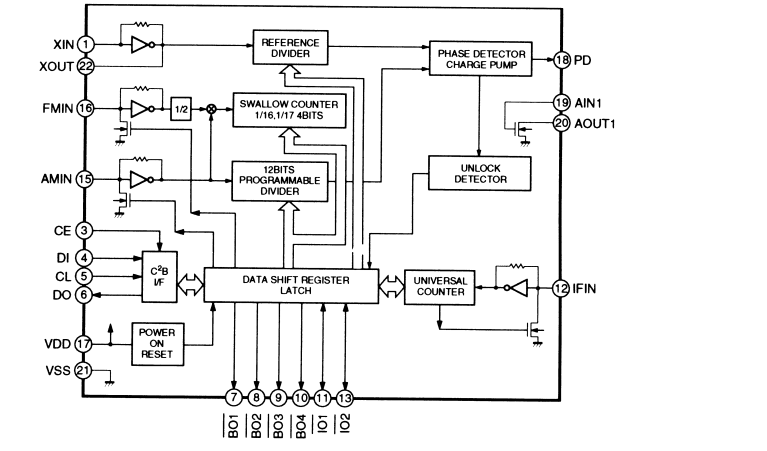 XIN 1
XOUT 22
REFERENCE
DIVIDER
PHASE DETECTOR
CHARGE PUMP
18 PD
FMIN 16
1/2
SWALLOW COUNTER
1/16,1/17 4BITS
19 AIN1
20 AOUT1
AMIN 15
12BITS
PROGRAMMABLE
DIVIDER
UNLOCK
DETECTOR
CE 3
DI 4
CL 5
DO 6
C²B
I/F
DATA SHIFT REGISTER
LATCH
UNIVERSAL
COUNTER
12 IFIN
VDD 17
POWER
ON
RESET
VSS 21
7 8 9 10 11 13
BO1 BO2 BO3 BO4 IO1 IO2